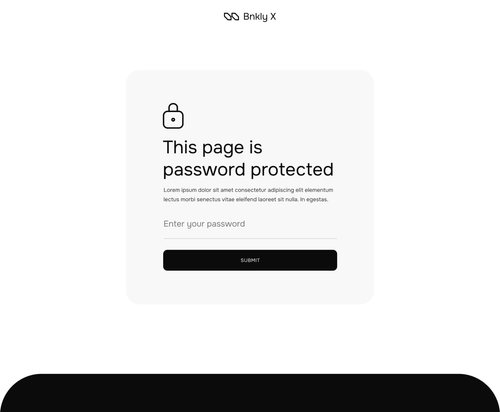 Bnkly X
This page is
password protected
Lorem ipsum dolor sit amet consectetur adipiscing elit elementum
lectus morbi senectus vitae eleifend laoreet sit nulla. In egestas.
Enter your password
SUBMIT